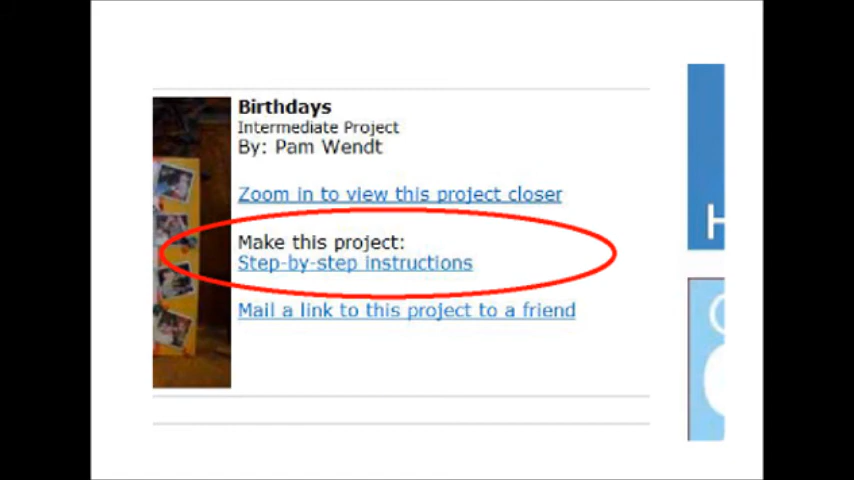 Birthdays
Intermediate Project
By: Pam Wendt
Zoom in to view this project closer
Make this project:
Step-by-step instructions
Mail a link to this project to a friend
H